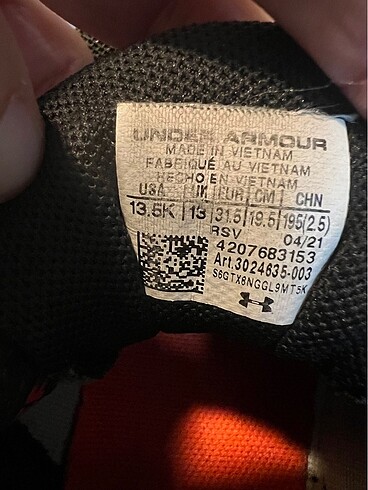 UNDER ARMOUR
MADE IN VIETNAM
FABRIQUÉ AU VIETNAM
HECHO EN VIETNAM
USA UK EUR CM CHN
13.5K 13 31.5 19.5 195(2.5)
RSV 04/21
4207683153
Art.3024635-003
S6GTX6NGGL9MT5K